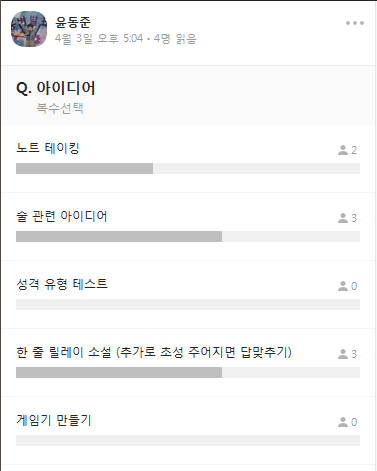 윤동준
4월 3일 오후 5:04 · 4명 읽음
Q. 아이디어
복수선택
노트 테이킹 2
술 관련 아이디어 3
성격 유형 테스트 0
한 줄 릴레이 소설 (추가로 초성 주어지면 답맞추기) 3
게임기 만들기 0